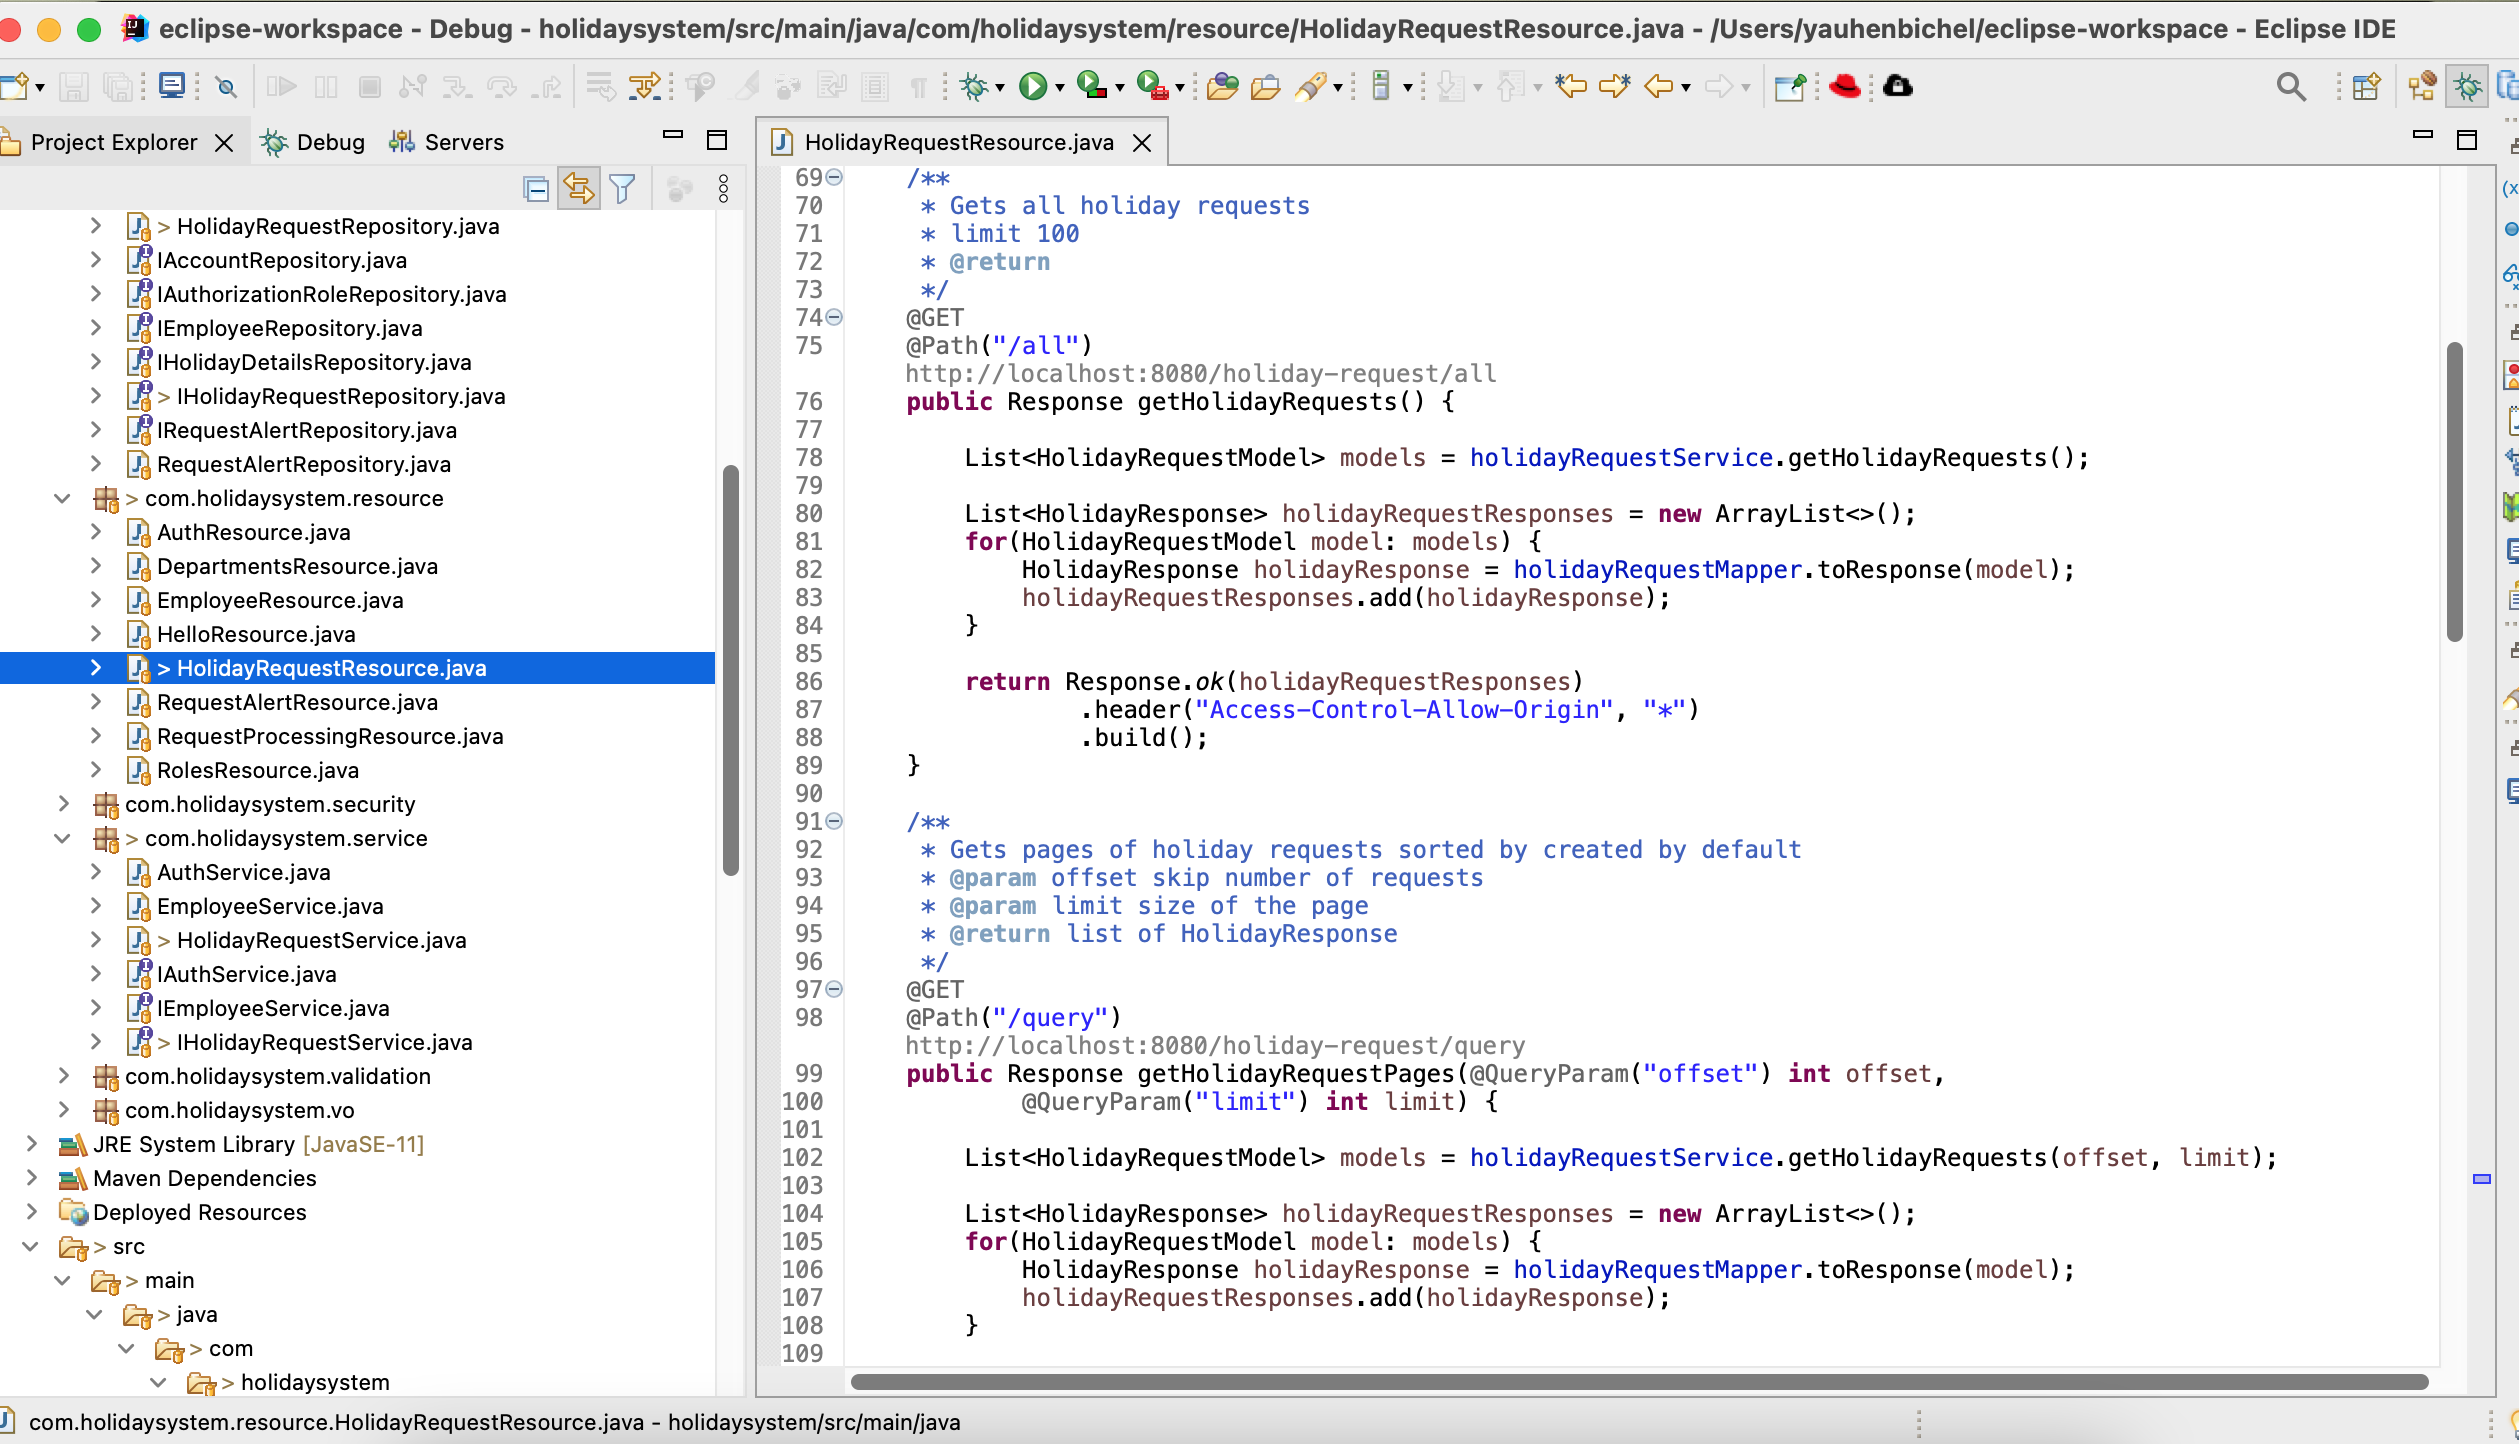 eclipse-workspace - Debug - holidaysystem/src/main/java/com/holidaysystem/resource/HolidayRequestResource.java - /Users/yauhenbichel/eclipse-workspace - Eclipse IDE
Project Explorer
Debug
Servers
> HolidayRequestRepository.java
IAccountRepository.java
IAuthorizationRoleRepository.java
IEmployeeRepository.java
IHolidayDetailsRepository.java
> IHolidayRequestRepository.java
IRequestAlertRepository.java
RequestAlertRepository.java
> com.holidaysystem.resource
AuthResource.java
DepartmentsResource.java
EmployeeResource.java
HelloResource.java
> HolidayRequestResource.java
RequestAlertResource.java
RequestProcessingResource.java
RolesResource.java
com.holidaysystem.security
> com.holidaysystem.service
AuthService.java
EmployeeService.java
> HolidayRequestService.java
IAuthService.java
IEmployeeService.java
> IHolidayRequestService.java
com.holidaysystem.validation
com.holidaysystem.vo
JRE System Library [JavaSE-11]
Maven Dependencies
Deployed Resources
> src
> main
> java
> com
> holidaysystem
HolidayRequestResource.java
69 /**
70 * Gets all holiday requests
71 * limit 100
72 * @return
73 */
74 @GET
75 @Path("/all")
http://localhost:8080/holiday-request/all
76 public Response getHolidayRequests() {
77
78 List<HolidayRequestModel> models = holidayRequestService.getHolidayRequests();
79
80 List<HolidayResponse> holidayRequestResponses = new ArrayList<>();
81 for(HolidayRequestModel model: models) {
82 HolidayResponse holidayResponse = holidayRequestMapper.toResponse(model);
83 holidayRequestResponses.add(holidayResponse);
84 }
85
86 return Response.ok(holidayRequestResponses)
87 .header("Access-Control-Allow-Origin", "*")
88 .build();
89 }
90
91 /**
92 * Gets pages of holiday requests sorted by created by default
93 * @param offset skip number of requests
94 * @param limit size of the page
95 * @return list of HolidayResponse
96 */
97 @GET
98 @Path("/query")
http://localhost:8080/holiday-request/query
99 public Response getHolidayRequestPages(@QueryParam("offset") int offset,
100 @QueryParam("limit") int limit) {
101
102 List<HolidayRequestModel> models = holidayRequestService.getHolidayRequests(offset, limit);
103
104 List<HolidayResponse> holidayRequestResponses = new ArrayList<>();
105 for(HolidayRequestModel model: models) {
106 HolidayResponse holidayResponse = holidayRequestMapper.toResponse(model);
107 holidayRequestResponses.add(holidayResponse);
108 }
109
com.holidaysystem.resource.HolidayRequestResource.java - holidaysystem/src/main/java